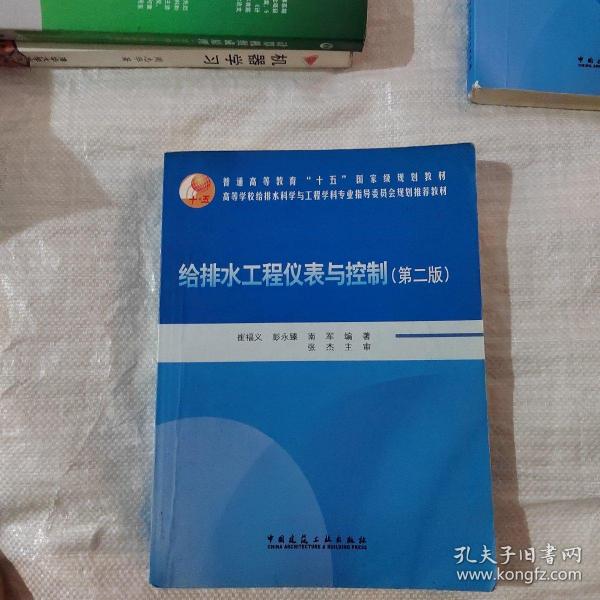 机器学习
中国建
普通高等教育“十五”国家级规划教材
高等学校给排水科学与工程学科专业指导委员会规划推荐教材
十·五
给排水工程仪表与控制(第二版)
崔福义 彭永臻 南军 编著
张杰 主审
中国建筑工业出版社
CHINA ARCHITECTURE & BUILDING PRESS
孔夫子旧书网
www.kongfz.com